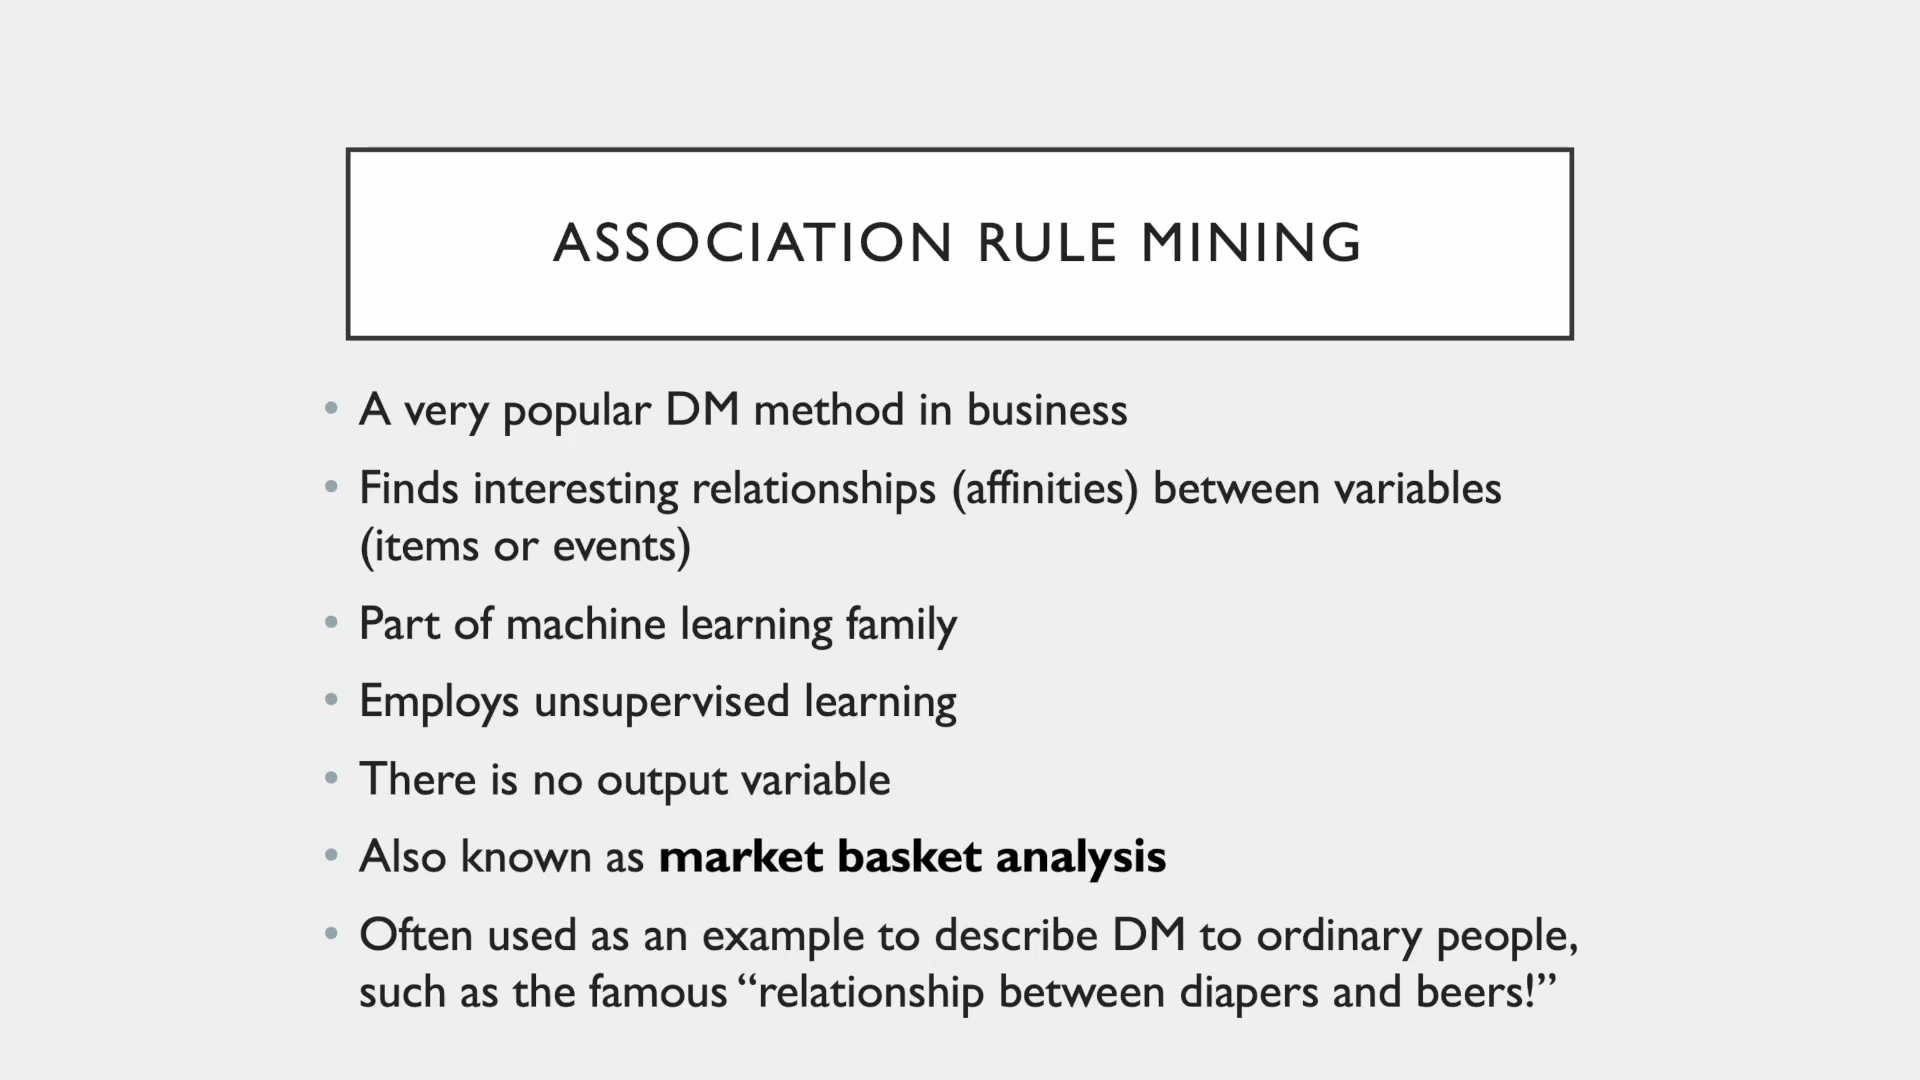 ASSOCIATION RULE MINING
• A very popular DM method in business
• Finds interesting relationships (affinities) between variables
(items or events)
• Part of machine learning family
• Employs unsupervised learning
• There is no output variable
• Also known as market basket analysis
• Often used as an example to describe DM to ordinary people,
such as the famous “relationship between diapers and beers!”